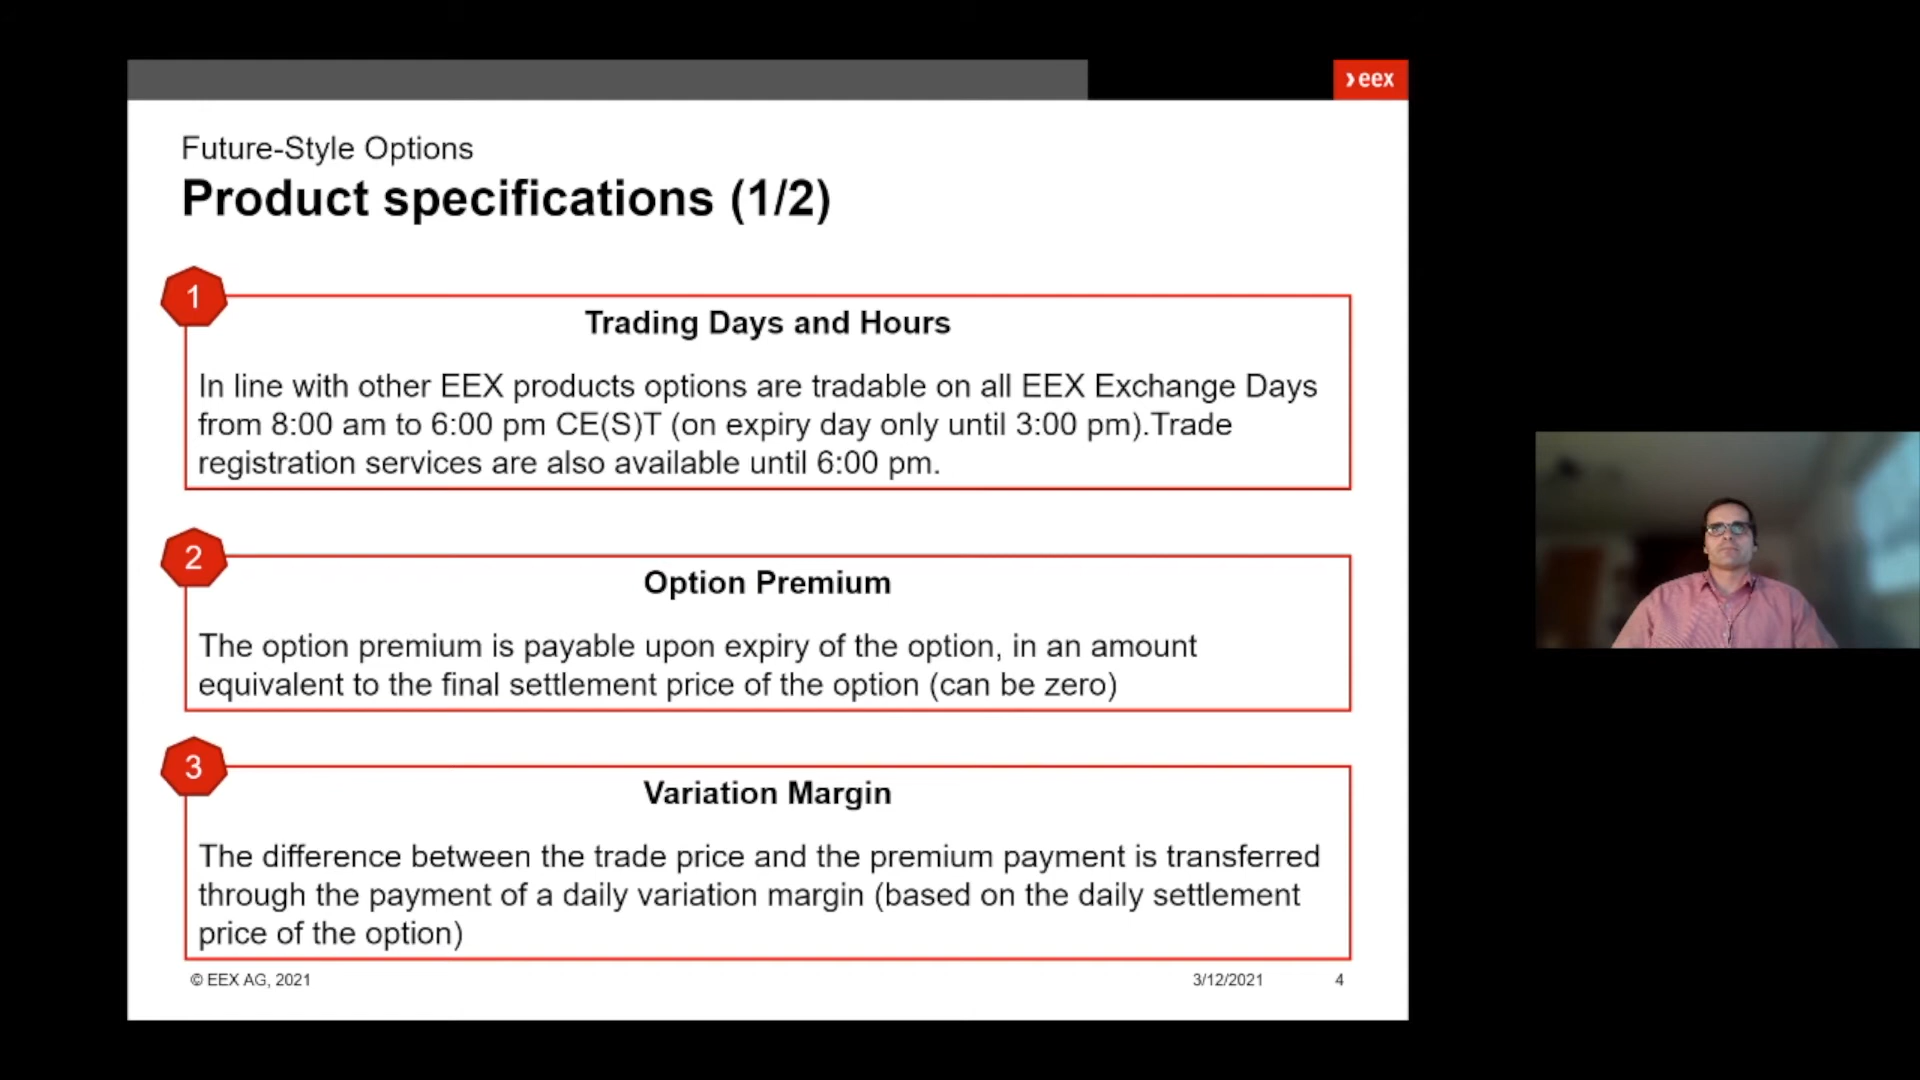 eex
Future-Style Options
Product specifications (1/2)
1
Trading Days and Hours
In line with other EEX products options are tradable on all EEX Exchange Days
from 8:00 am to 6:00 pm CE(S)T (on expiry day only until 3:00 pm).Trade
registration services are also available until 6:00 pm.
2
Option Premium
The option premium is payable upon expiry of the option, in an amount
equivalent to the final settlement price of the option (can be zero)
3
Variation Margin
The difference between the trade price and the premium payment is transferred
through the payment of a daily variation margin (based on the daily settlement
price of the option)
© EEX AG, 2021
3/12/2021
4